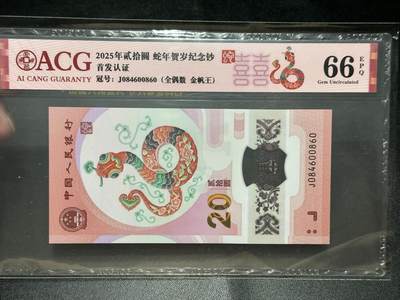 ACG
AI CANG GUARANTY
2025年贰拾圆 蛇年贺岁纪念钞
首发认证
冠号：J084600860（全偶数 金帆王）
囍
66 EPQ
Gem Uncirculated
中国人民银行
贰拾圆
20
J084600860